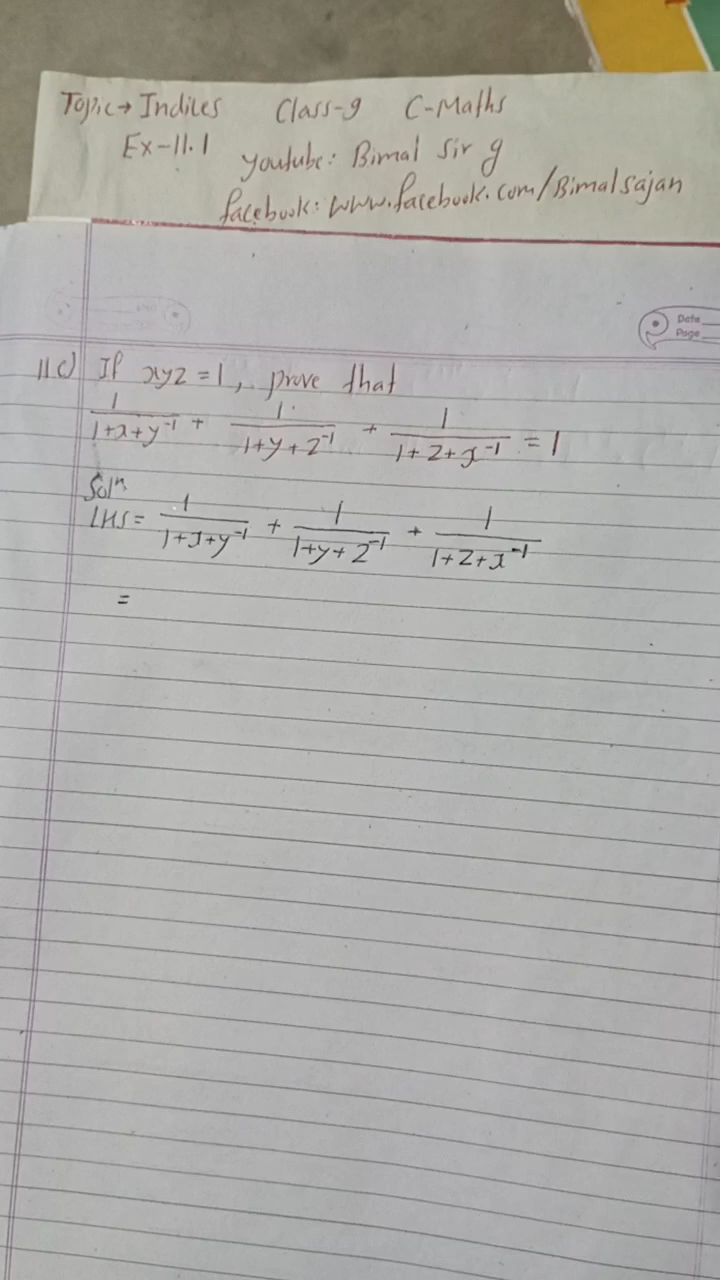 Topic → Indices Class-9 C-Maths
Ex-11.1 youtube: Bimal Sir g
facebook: www.facebook.com/Bimalsajan
Date
Page
11c) If xyz = 1, prove that
1/(1+x+y⁻¹) + 1/(1+y+z⁻¹) + 1/(1+z+x⁻¹) = 1
Solⁿ
LHS = 1/(1+x+y⁻¹) + 1/(1+y+z⁻¹) + 1/(1+z+x⁻¹)
=